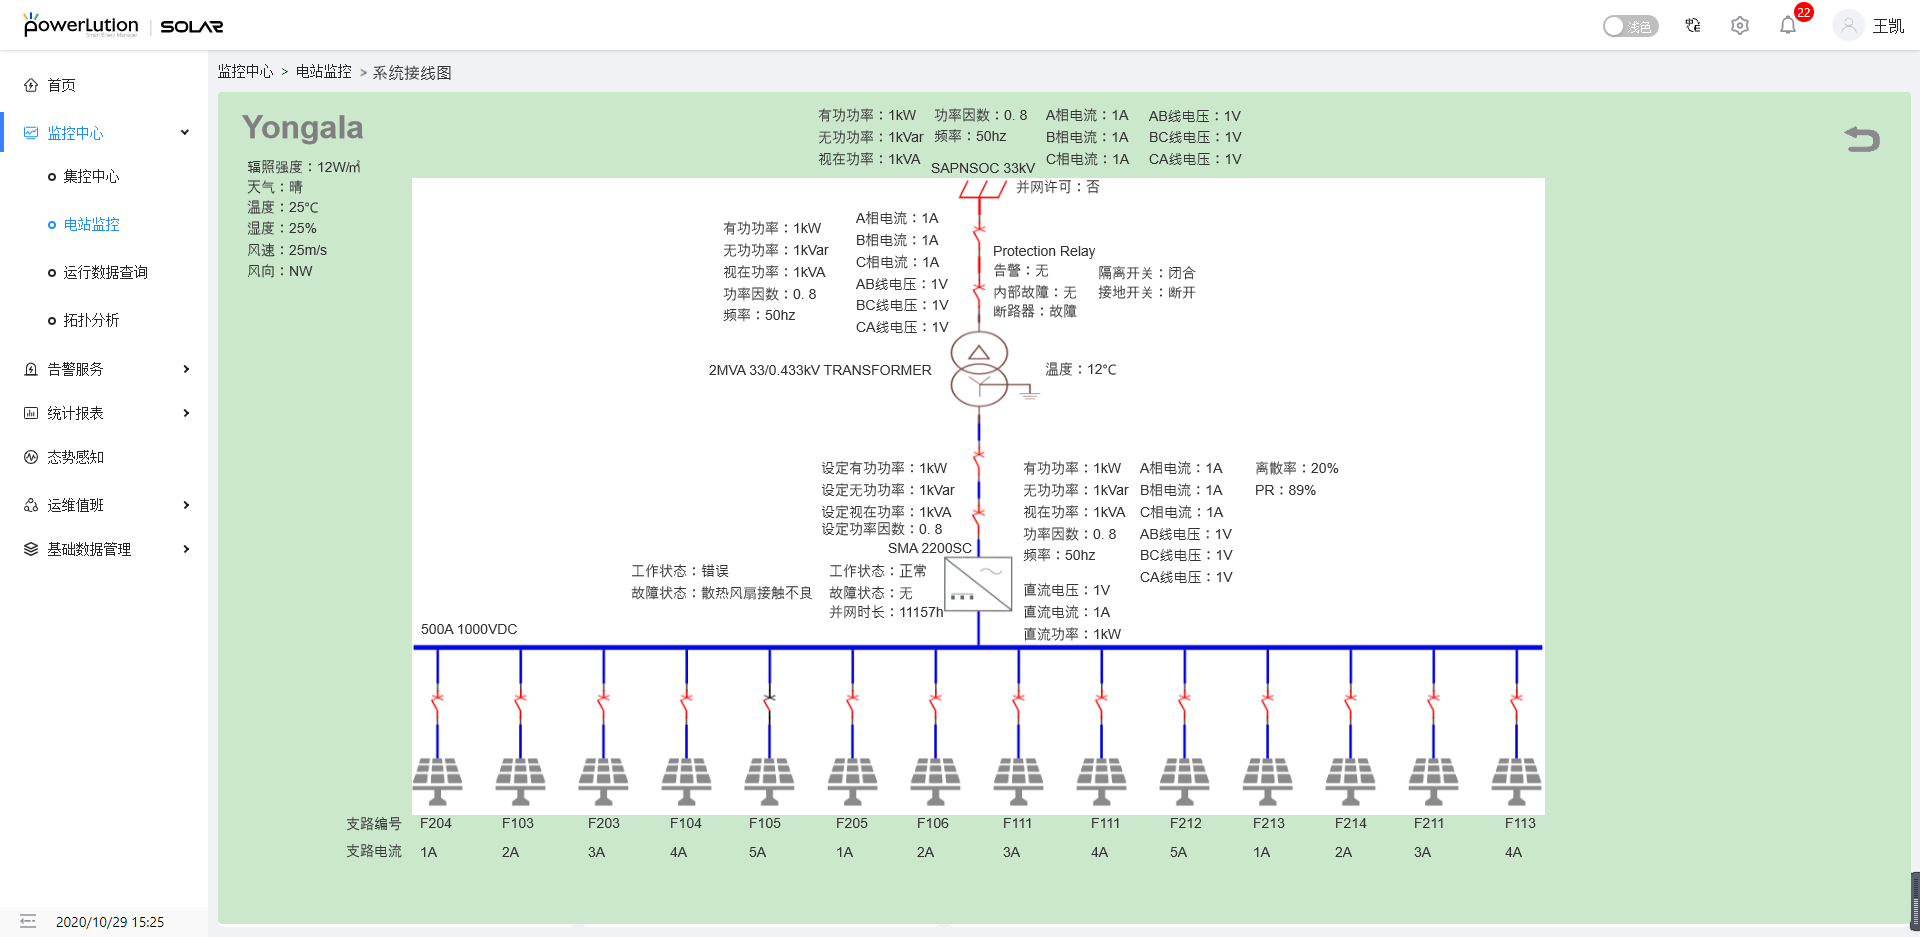 powerLution
SOLAR
浅色
22
王凯
首页
监控中心
集控中心
电站监控
运行数据查询
拓扑分析
告警服务
统计报表
态势感知
运维值班
基础数据管理
2020/10/29 15:25
监控中心 > 电站监控 > 系统接线图
Yongala
辐照强度：12W/㎡
天气：晴
温度：25℃
湿度：25%
风速：25m/s
风向：NW
有功功率：1kW 功率因数：0. 8 A相电流：1A AB线电压：1V
无功功率：1kVar 频率：50hz B相电流：1A BC线电压：1V
视在功率：1kVA C相电流：1A CA线电压：1V
SAPNSOC 33kV
并网许可：否
有功功率：1kW
无功功率：1kVar
视在功率：1kVA
功率因数：0. 8
频率：50hz
A相电流：1A
B相电流：1A
C相电流：1A
AB线电压：1V
BC线电压：1V
CA线电压：1V
Protection Relay
告警：无
内部故障：无
断路器：故障
隔离开关：闭合
接地开关：断开
2MVA 33/0.433kV TRANSFORMER
温度：12℃
设定有功功率：1kW
设定无功功率：1kVar
设定视在功率：1kVA
设定功率因数：0. 8
有功功率：1kW
无功功率：1kVar
视在功率：1kVA
功率因数：0. 8
频率：50hz
A相电流：1A
B相电流：1A
C相电流：1A
AB线电压：1V
BC线电压：1V
CA线电压：1V
离散率：20%
PR：89%
SMA 2200SC
工作状态：错误
故障状态：散热风扇接触不良
工作状态：正常
故障状态：无
并网时长：11157h
直流电压：1V
直流电流：1A
直流功率：1kW
500A 1000VDC
支路编号 F204 F103 F203 F104 F105 F205 F106 F111 F111 F212 F213 F214 F211 F113
支路电流 1A 2A 3A 4A 5A 1A 2A 3A 4A 5A 1A 2A 3A 4A